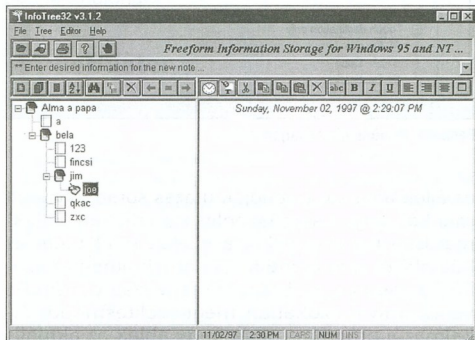 InfoTree32 v3.1.2
File Tree Editor Help
Freeform Information Storage for Windows 95 and NT...
** Enter desired information for the new note ...
abc B I U
Sunday, November 02, 1997 @ 2:29:07 PM
Alma a papa
a
bela
123
fincsi
jim
joe
qkac
zxc
11/02/97 2:30 PM CAPS NUM INS